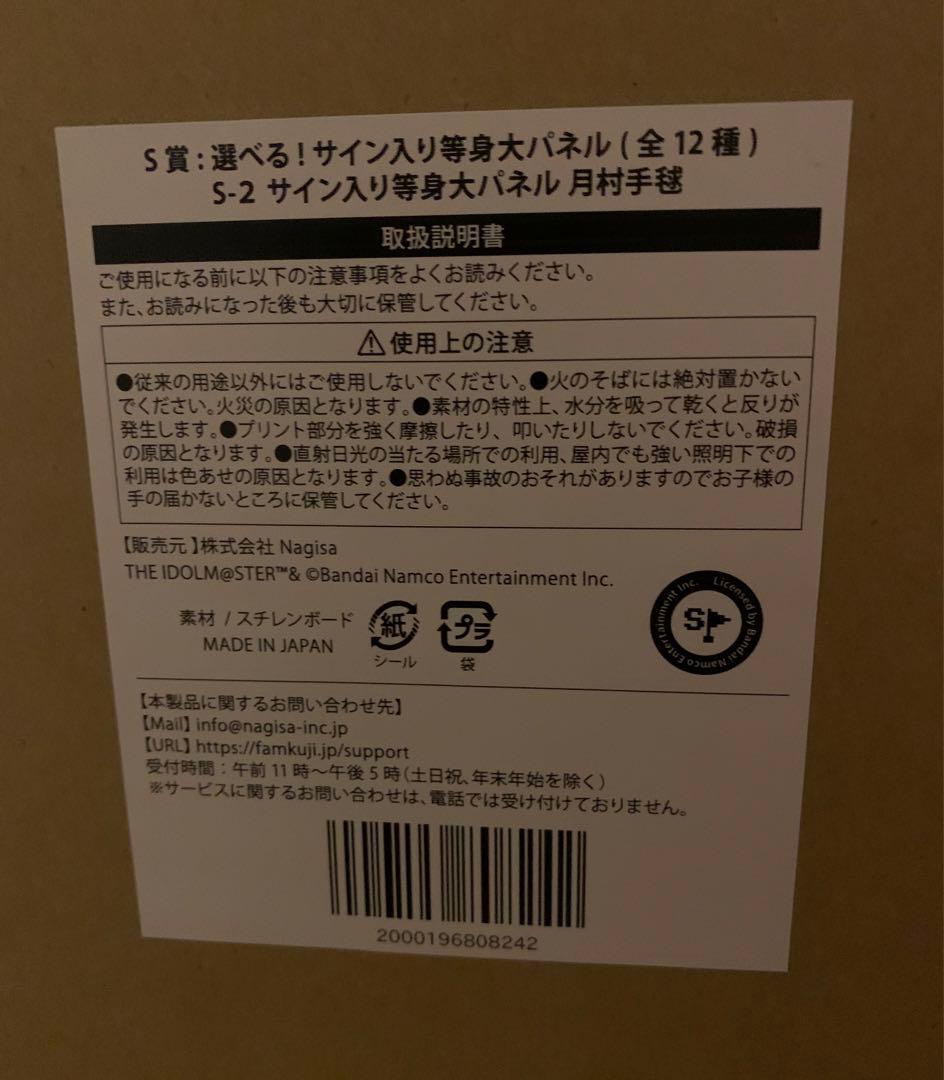 S賞:選べる!サイン入り等身大パネル(全12種)
S-2 サイン入り等身大パネル 月村手毬
取扱説明書
ご使用になる前に以下の注意事項をよくお読みください。
また、お読みになった後も大切に保管してください。
⚠使用上の注意
●従来の用途以外にはご使用しないでください。●火のそばには絶対置かない
でください。火災の原因となります。●素材の特性上、水分を吸って乾くと反りが
発生します。●プリント部分を強く摩擦したり、叩いたりしないでください。破損
の原因となります。●直射日光の当たる場所での利用、屋内でも強い照明下での
利用は色あせの原因となります。●思わぬ事故のおそれがありますのでお子様の
手の届かないところに保管してください。
【販売元】株式会社 Nagisa
THE IDOLM@STER™& ©Bandai Namco Entertainment Inc.
素材 / スチレンボード
MADE IN JAPAN
紙
シール
プラ
袋
Licensed by Bandai Namco Entertainment Inc.
S
【本製品に関するお問い合わせ先】
【Mail】info@nagisa-inc.jp
【URL】https://famkuji.jp/support
受付時間：午前11時～午後5時(土日祝、年末年始を除く)
※サービスに関するお問い合わせは、電話では受け付けておりません。
2000196808242